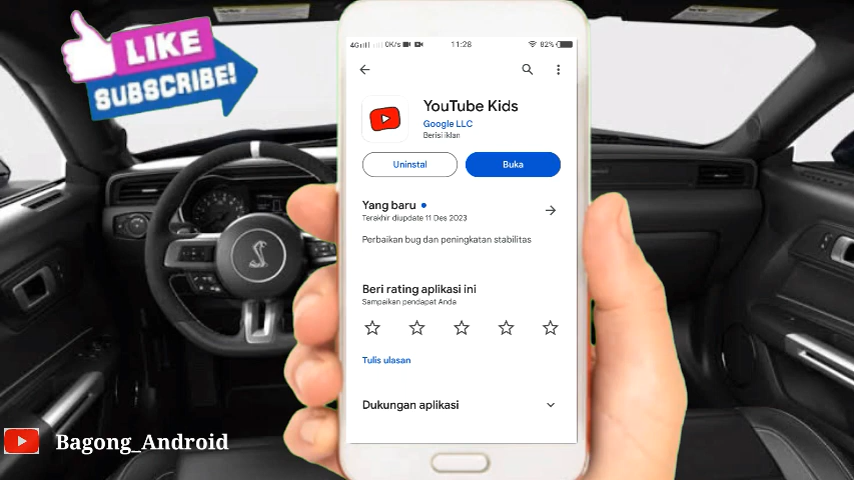 LIKE
SUBSCRIBE!
4G 0K/s 11:28 82%
YouTube Kids
Google LLC
Berisi iklan
Uninstal
Buka
Yang baru
Terakhir diupdate 11 Des 2023
Perbaikan bug dan peningkatan stabilitas
Beri rating aplikasi ini
Sampaikan pendapat Anda
Tulis ulasan
Dukungan aplikasi
Bagong_Android